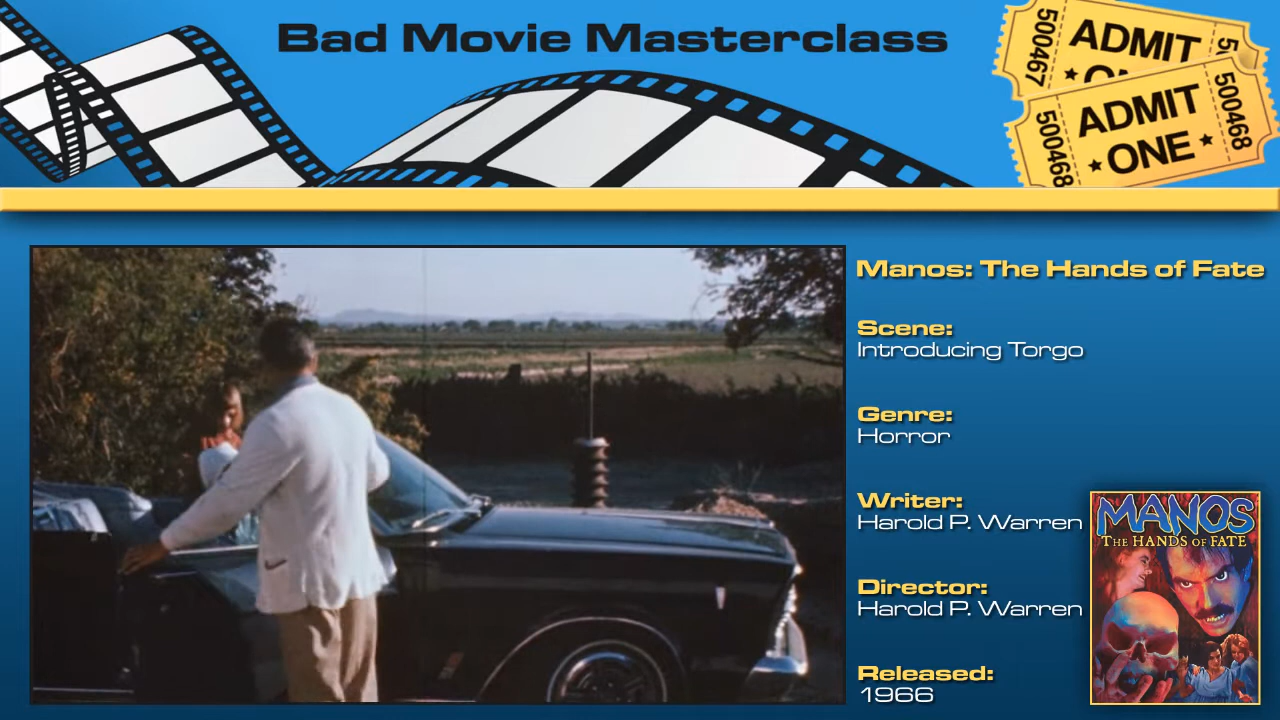 Bad Movie Masterclass
500467
ADMIT
ADMIT
ONE
500468
500468
Manos: The Hands of Fate
Scene:
Introducing Torgo
Genre:
Horror
Writer:
Harold P. Warren
Director:
Harold P. Warren
Released:
1966
MANOS
THE HANDS OF FATE